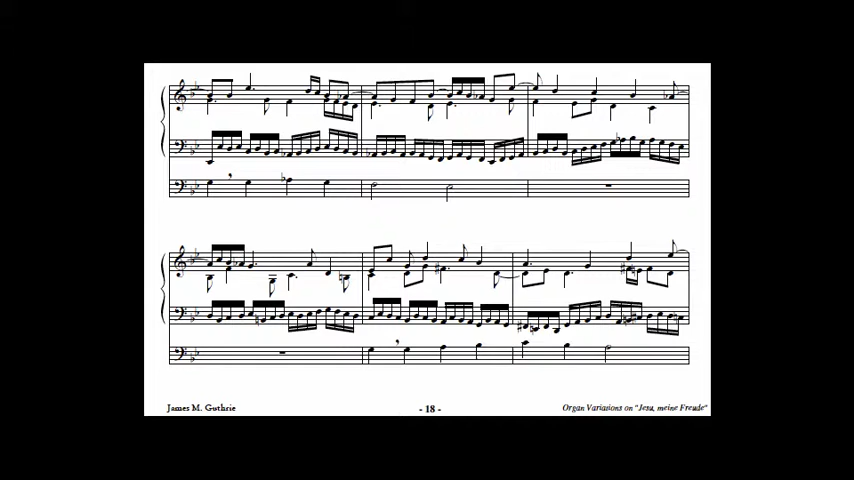 James M. Guthrie
- 18 -
Organ Variations on "Jesu, meine Freude"